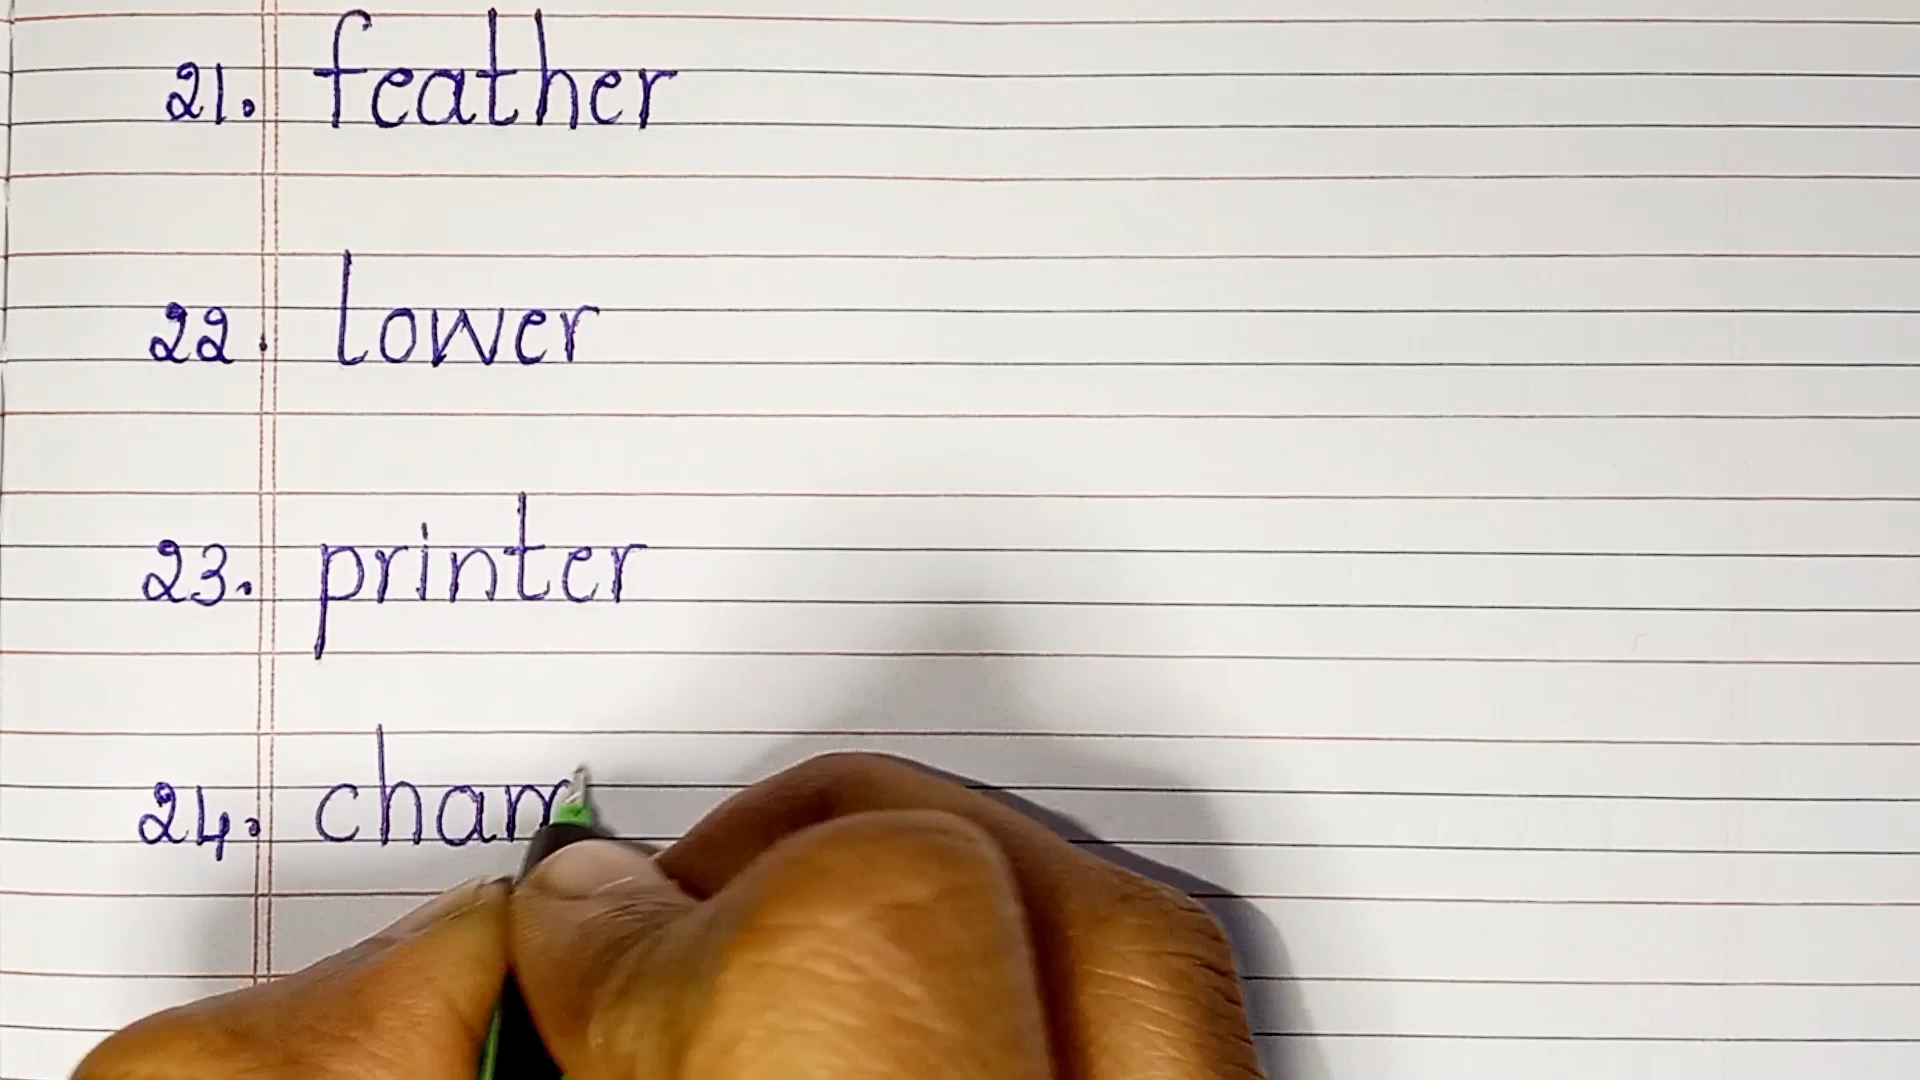 21. feather
22. lower
23. printer
24. cham